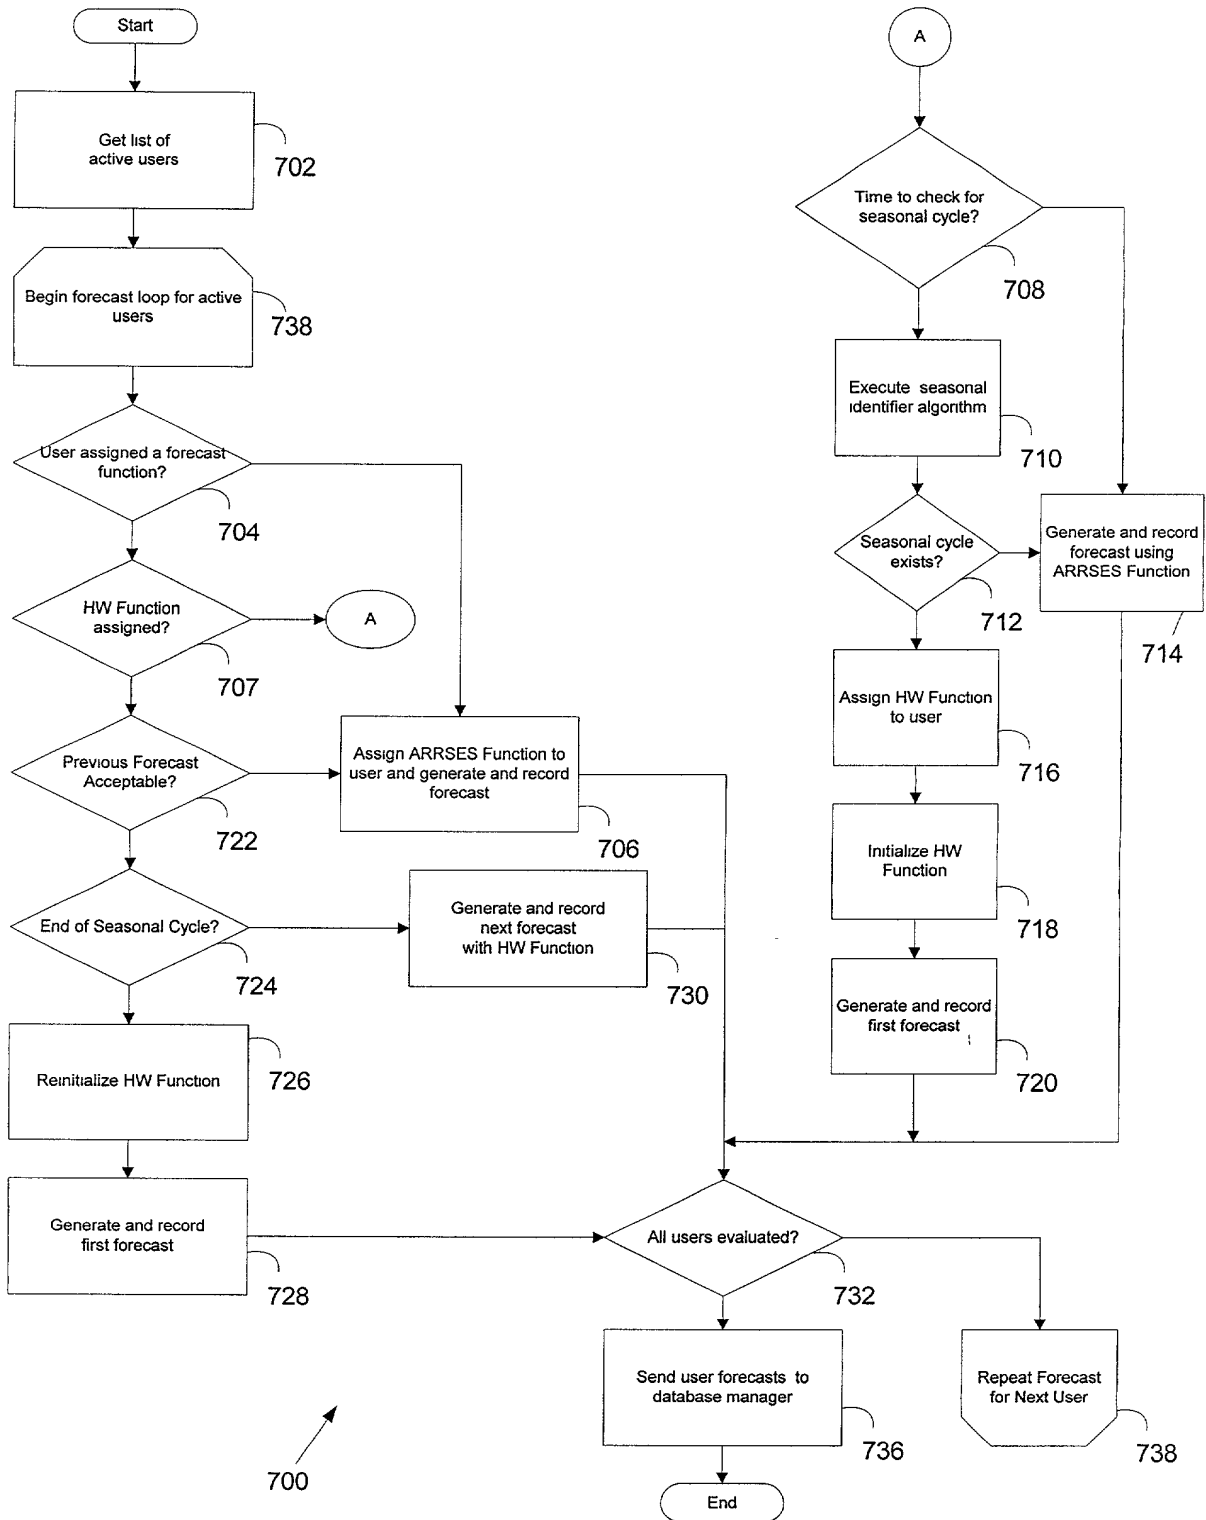 Start
Get list of
active users
702
Begin forecast loop for active
users
738
User assigned a forecast
function?
704
HW Function
assigned?
A
707
Previous Forecast
Acceptable?
722
Assign ARRSES Function to
user and generate and record
forecast
706
End of Seasonal Cycle?
724
Generate and record
next forecast
with HW Function
730
Reinitialize HW Function
726
Generate and record
first forecast
728
A
Time to check for
seasonal cycle?
708
Execute seasonal
identifier algorithm
710
Seasonal cycle
exists?
712
Generate and record
forecast using
ARRSES Function
714
Assign HW Function
to user
716
Initialize HW
Function
718
Generate and record
first forecast
720
All users evaluated?
732
Send user forecasts to
database manager
736
Repeat Forecast
for Next User
738
End
700